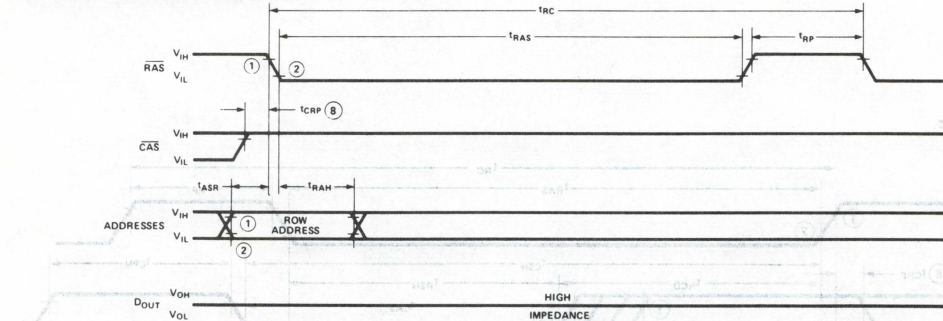 tRC
tRAS
tRP
RAS
VIH
VIL
1
2
tCRP 8
CAS
VIH
VIL
tASR
tRAH
ADDRESSES
VIH
VIL
1
2
ROW
ADDRESS
DOUT
VOH
VOL
HIGH
IMPEDANCE